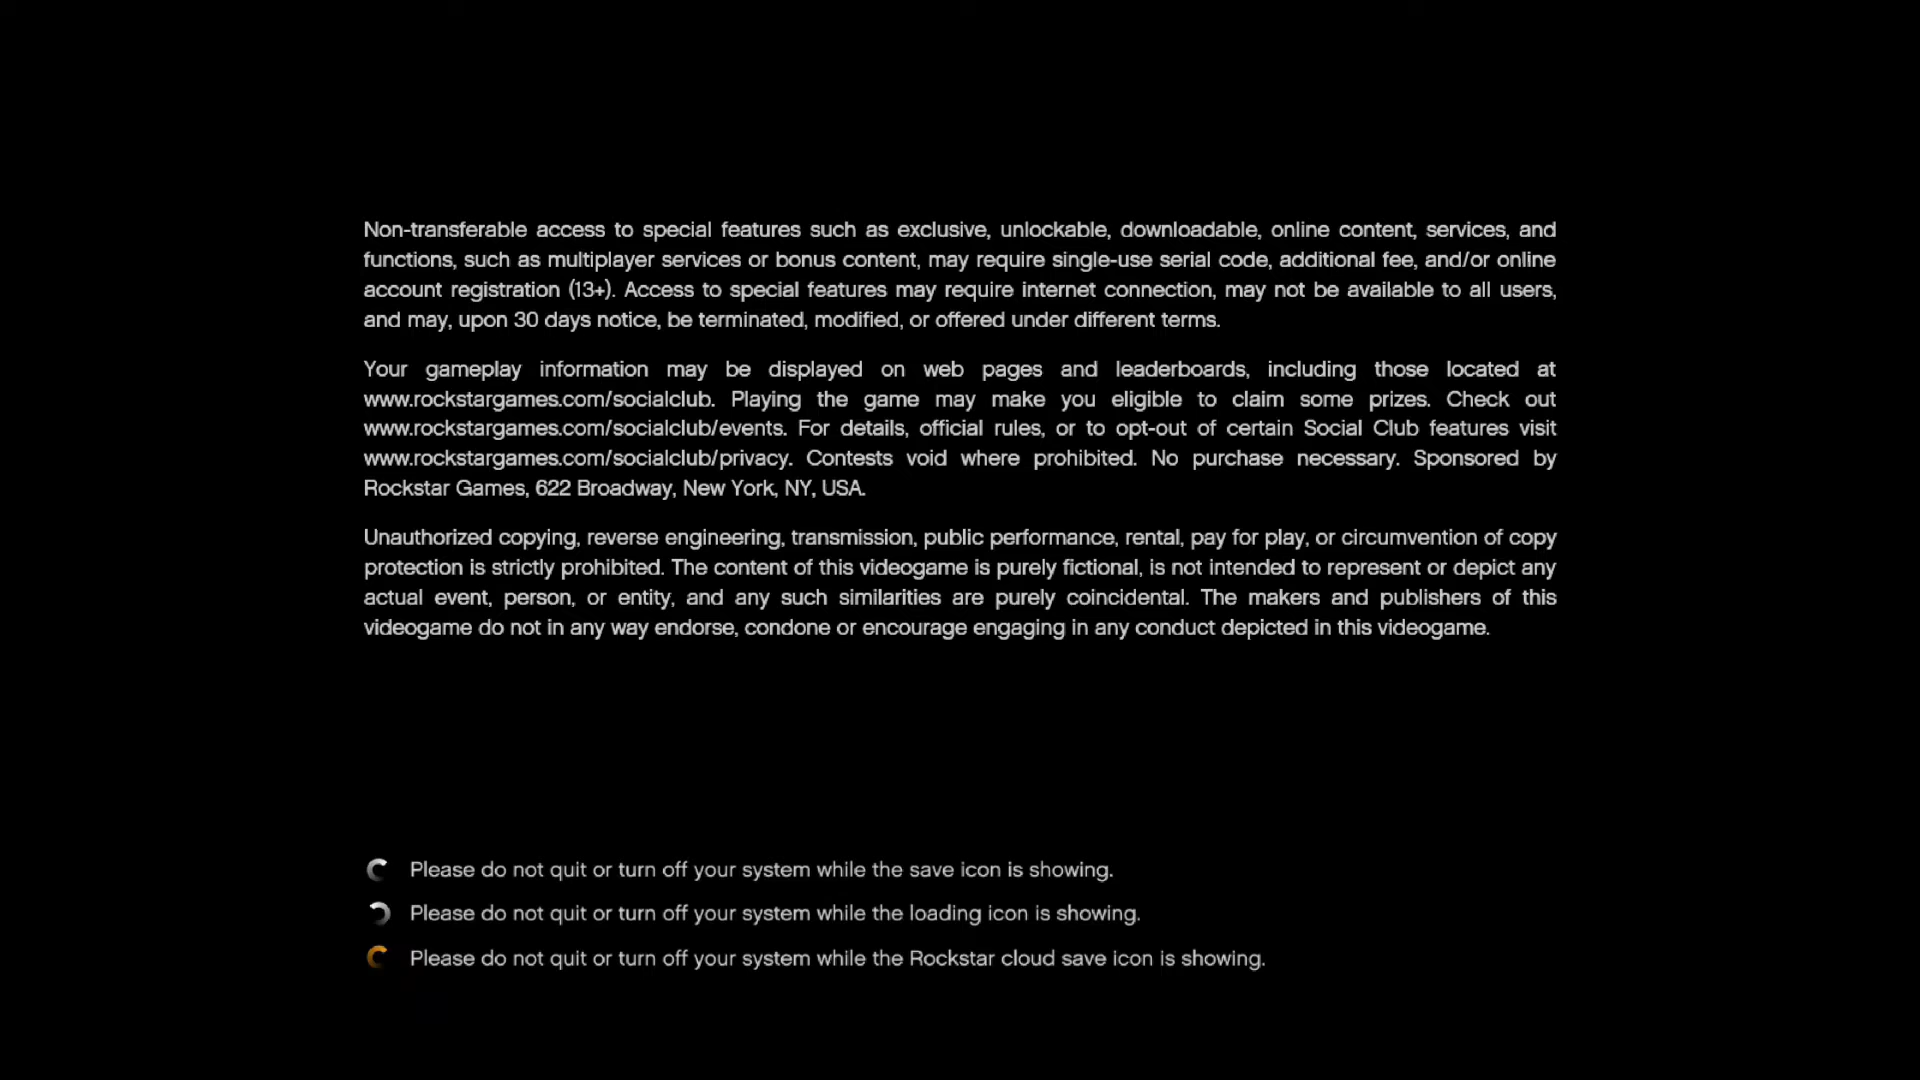 Non-transferable access to special features such as exclusive, unlockable, downloadable, online content, services, and
functions, such as multiplayer services or bonus content, may require single-use serial code, additional fee, and/or online
account registration (13+). Access to special features may require internet connection, may not be available to all users,
and may, upon 30 days notice, be terminated, modified, or offered under different terms.
Your gameplay information may be displayed on web pages and leaderboards, including those located at
www.rockstargames.com/socialclub. Playing the game may make you eligible to claim some prizes. Check out
www.rockstargames.com/socialclub/events. For details, official rules, or to opt-out of certain Social Club features visit
www.rockstargames.com/socialclub/privacy. Contests void where prohibited. No purchase necessary. Sponsored by
Rockstar Games, 622 Broadway, New York, NY, USA.
Unauthorized copying, reverse engineering, transmission, public performance, rental, pay for play, or circumvention of copy
protection is strictly prohibited. The content of this videogame is purely fictional, is not intended to represent or depict any
actual event, person, or entity, and any such similarities are purely coincidental. The makers and publishers of this
videogame do not in any way endorse, condone or encourage engaging in any conduct depicted in this videogame.
Please do not quit or turn off your system while the save icon is showing.
Please do not quit or turn off your system while the loading icon is showing.
Please do not quit or turn off your system while the Rockstar cloud save icon is showing.